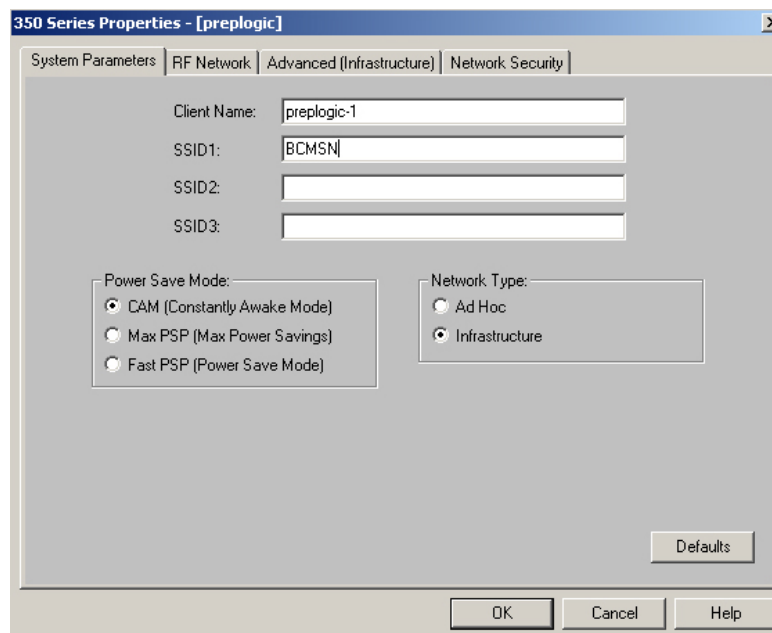 350 Series Properties - [preplogic]
System Parameters RF Network Advanced (Infrastructure) Network Security
Client Name: preplogic-1
SSID1: BCMSN
SSID2:
SSID3:
Power Save Mode: Network Type:
CAM (Constantly Awake Mode) Ad Hoc
Max PSP (Max Power Savings) Infrastructure
Fast PSP (Power Save Mode)
Defaults
OK Cancel Help